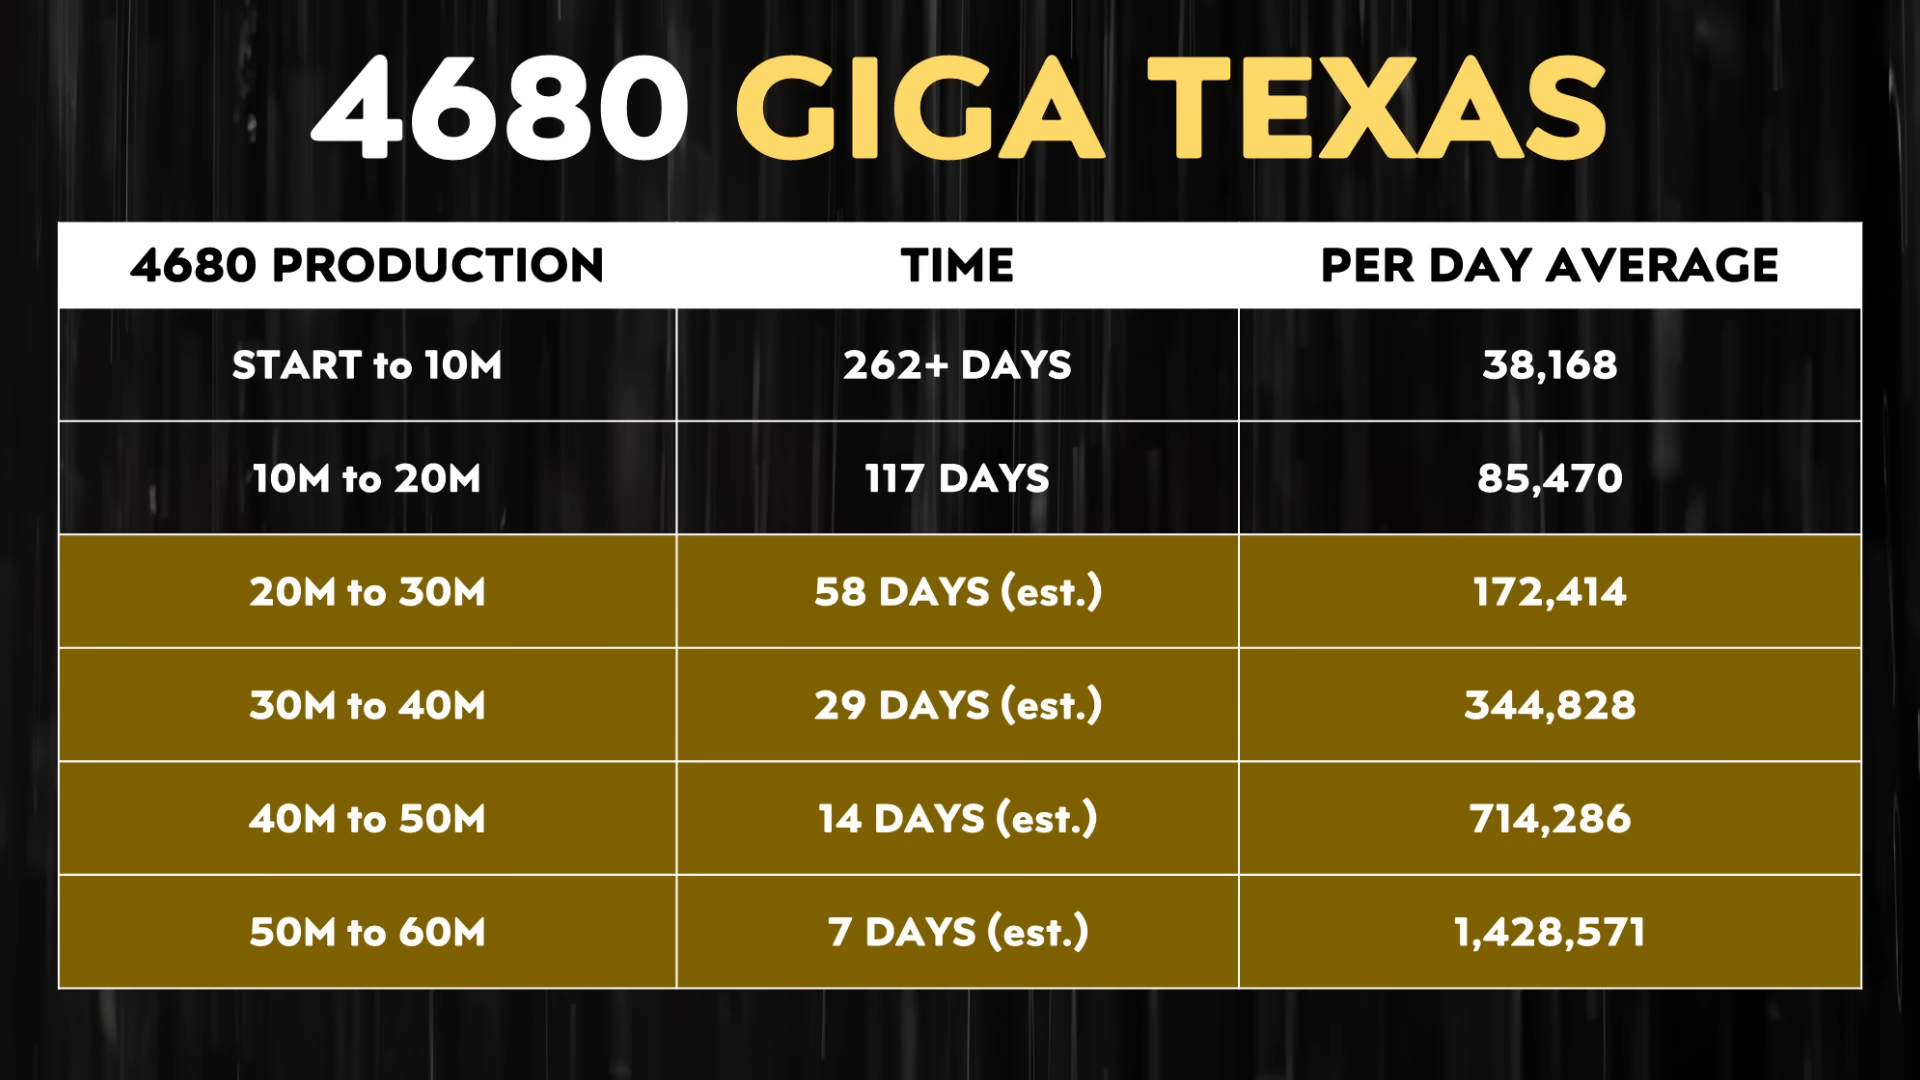 4680 GIGA TEXAS
4680 PRODUCTION TIME PER DAY AVERAGE
START to 10M 262+ DAYS 38,168
10M to 20M 117 DAYS 85,470
20M to 30M 58 DAYS (est.) 172,414
30M to 40M 29 DAYS (est.) 344,828
40M to 50M 14 DAYS (est.) 714,286
50M to 60M 7 DAYS (est.) 1,428,571